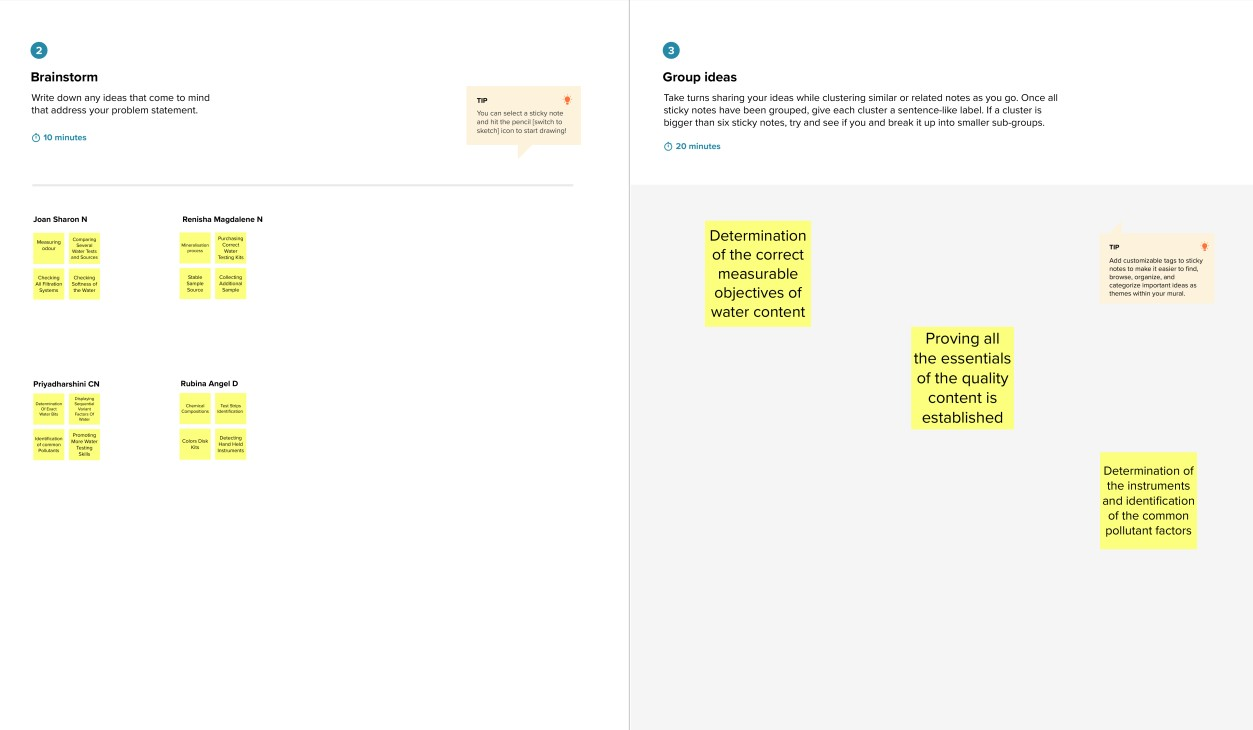 2
Brainstorm
Write down any ideas that come to mind
that address your problem statement.
10 minutes
TIP
You can select a sticky note
and hit the pencil [switch to
sketch] icon to start drawing!
Joan Sharon N
Measuring
odour
Comparing
Several
Water Tests
and Sources
Checking
All Filtration
Systems
Checking
Softness of
the Water
Renisha Magdalene N
Mineralisation
process
Purchasing
Correct
Water
Testing Kits
Stable
Sample
Source
Collecting
Additional
Sample
Priyadharshini CN
Determination
Of Exact
Water Bits
Displaying
Sequential
Variant
Factors Of
Water
Identification
of common
Pollutants
Promoting
More Water
Testing
Skills
Rubina Angel D
Chemical
Compositions
Test Strips
identification
Colors Disk
Kits
Detecting
Hand Held
Instruments
3
Group ideas
Take turns sharing your ideas while clustering similar or related notes as you go. Once all
sticky notes have been grouped, give each cluster a sentence-like label. If a cluster is
bigger than six sticky notes, try and see if you and break it up into smaller sub-groups.
20 minutes
Determination
of the correct
measurable
objectives of
water content
TIP
Add customizable tags to sticky
notes to make it easier to find,
browse, organize, and
categorize important ideas as
themes within your mural.
Proving all
the essentials
of the quality
content is
established
Determination of
the instruments
and identification
of the common
pollutant factors